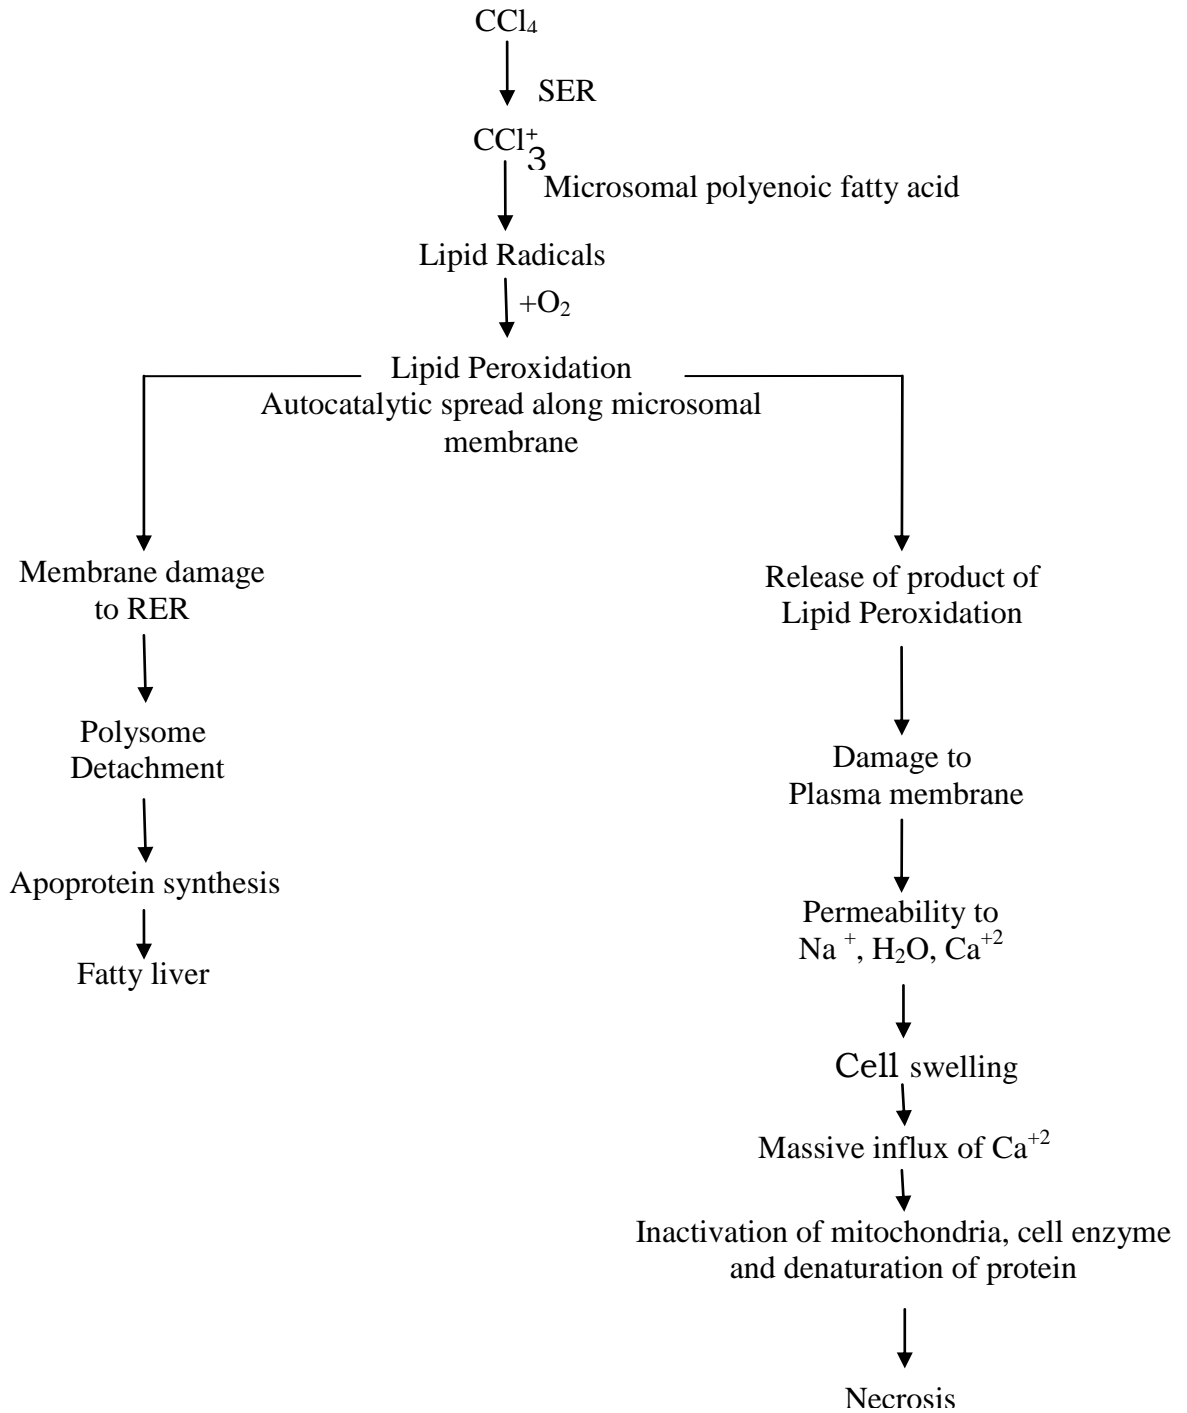 CCl₄
SER
CCl⁺₃
Microsomal polyenoic fatty acid
Lipid Radicals
+O₂
Lipid Peroxidation
Autocatalytic spread along microsomal
membrane
Membrane damage
to RER
Polysome
Detachment
Apoprotein synthesis
Fatty liver
Release of product of
Lipid Peroxidation
Damage to
Plasma membrane
Permeability to
Na ⁺, H₂O, Ca⁺²
Cell swelling
Massive influx of Ca⁺²
Inactivation of mitochondria, cell enzyme
and denaturation of protein
Necrosis